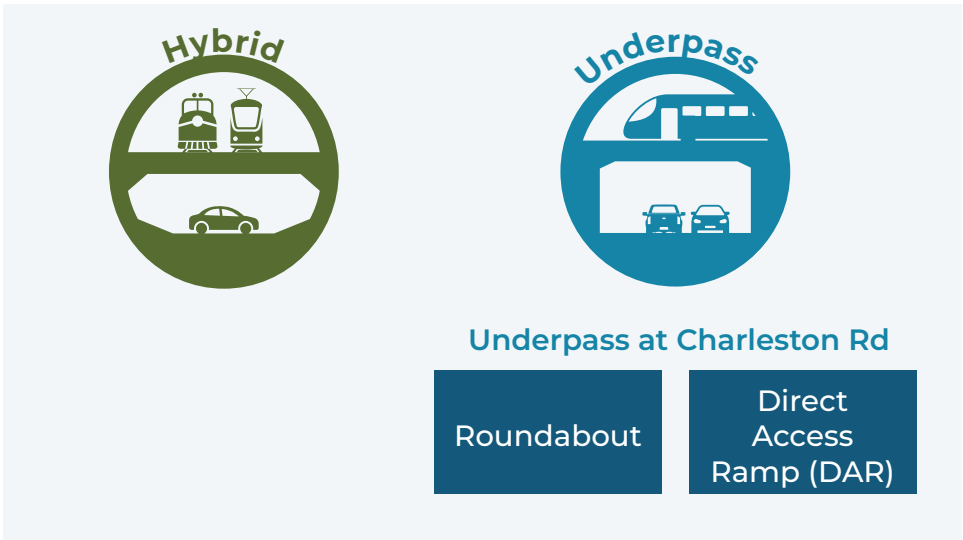 Hybrid
Underpass
Underpass at Charleston Rd
Roundabout
Direct
Access
Ramp (DAR)